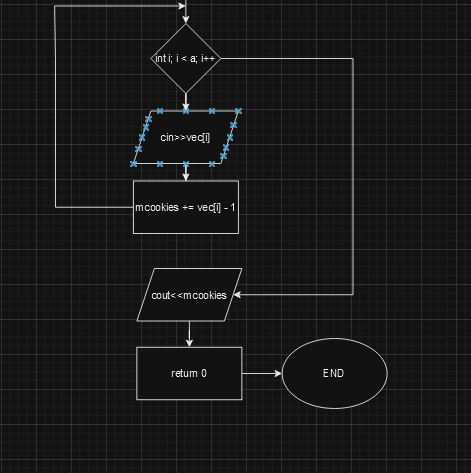 int i; i < a; i++
cin>>vec[i]
mcookies += vec[i] - 1
cout<<mcookies
return 0
END